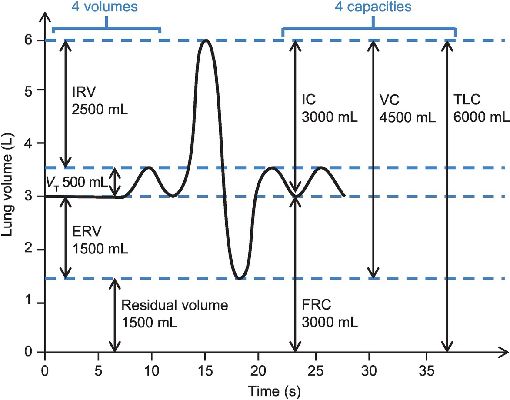 4 volumes
4 capacities
6
5
4
3
2
1
0
Lung volume (L)
IRV
2500 mL
VT 500 mL
ERV
1500 mL
Residual volume
1500 mL
IC
3000 mL
VC
4500 mL
TLC
6000 mL
FRC
3000 mL
0
5
10
15
20
25
30
35
Time (s)